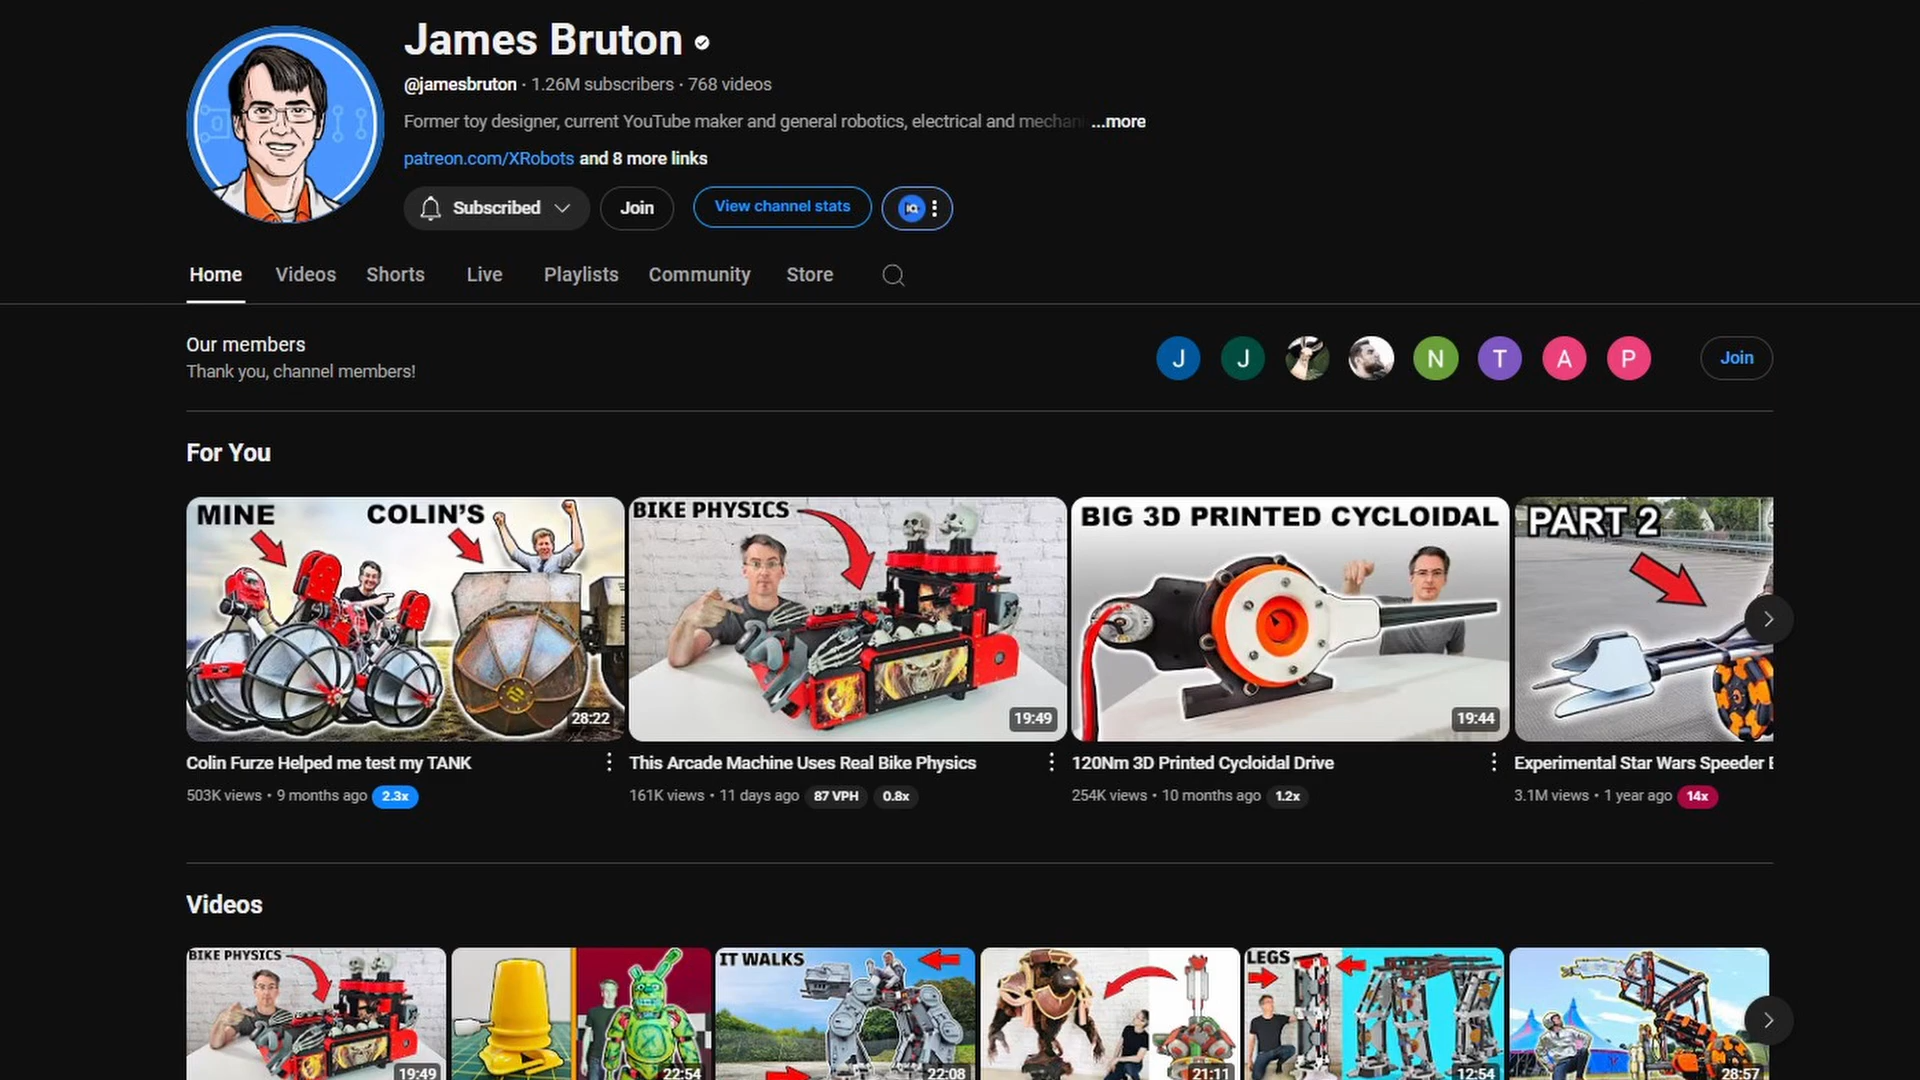 James Bruton
@jamesbruton · 1.26M subscribers · 768 videos
Former toy designer, current YouTube maker and general robotics, electrical and mechani ...more
patreon.com/XRobots and 8 more links
Subscribed
Join
View channel stats
IQ
Home Videos Shorts Live Playlists Community Store
Our members
Thank you, channel members!
J J N T A P
Join
For You
MINE COLIN'S
28:22
BIKE PHYSICS
19:49
BIG 3D PRINTED CYCLOIDAL
19:44
PART 2
Colin Furze Helped me test my TANK
503K views • 9 months ago 2.3x
This Arcade Machine Uses Real Bike Physics
161K views • 11 days ago 87 VPH 0.8x
120Nm 3D Printed Cycloidal Drive
254K views • 10 months ago 1.2x
Experimental Star Wars Speeder
3.1M views • 1 year ago 14x
Videos
BIKE PHYSICS
19:49
22:54
IT WALKS
22:08
21:11
LEGS
12:54
28:57